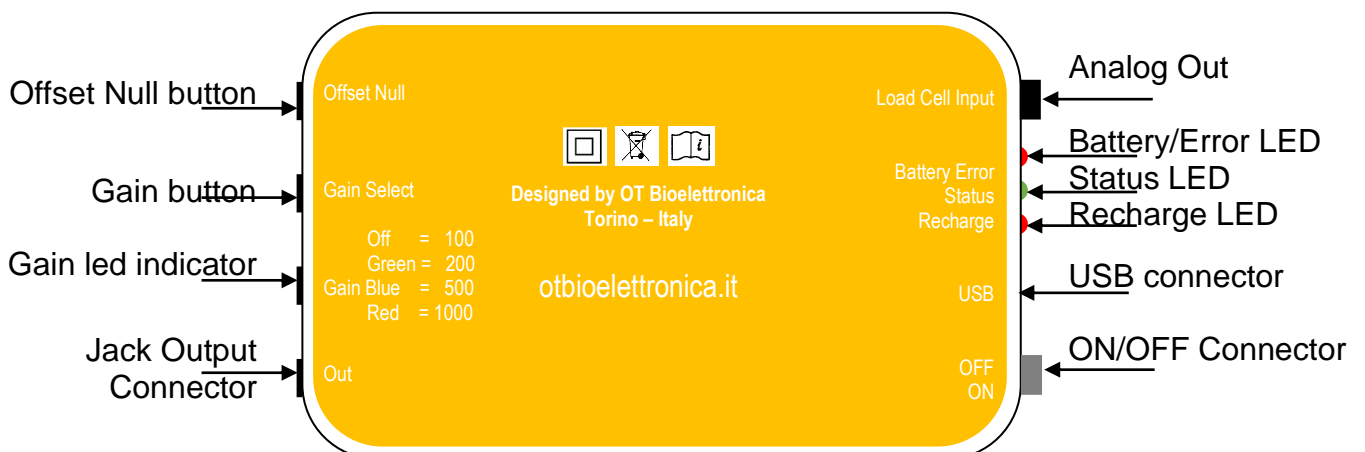 Offset Null button
Gain button
Gain led indicator
Jack Output
Connector
Offset Null
Gain Select
Off = 100
Green = 200
Gain Blue = 500
Red = 1000
Out
i
Designed by OT Bioelettronica
Torino – Italy
otbioelettronica.it
Load Cell Input
Battery Error
Status
Recharge
USB
OFF
ON
Analog Out
Battery/Error LED
Status LED
Recharge LED
USB connector
ON/OFF Connector